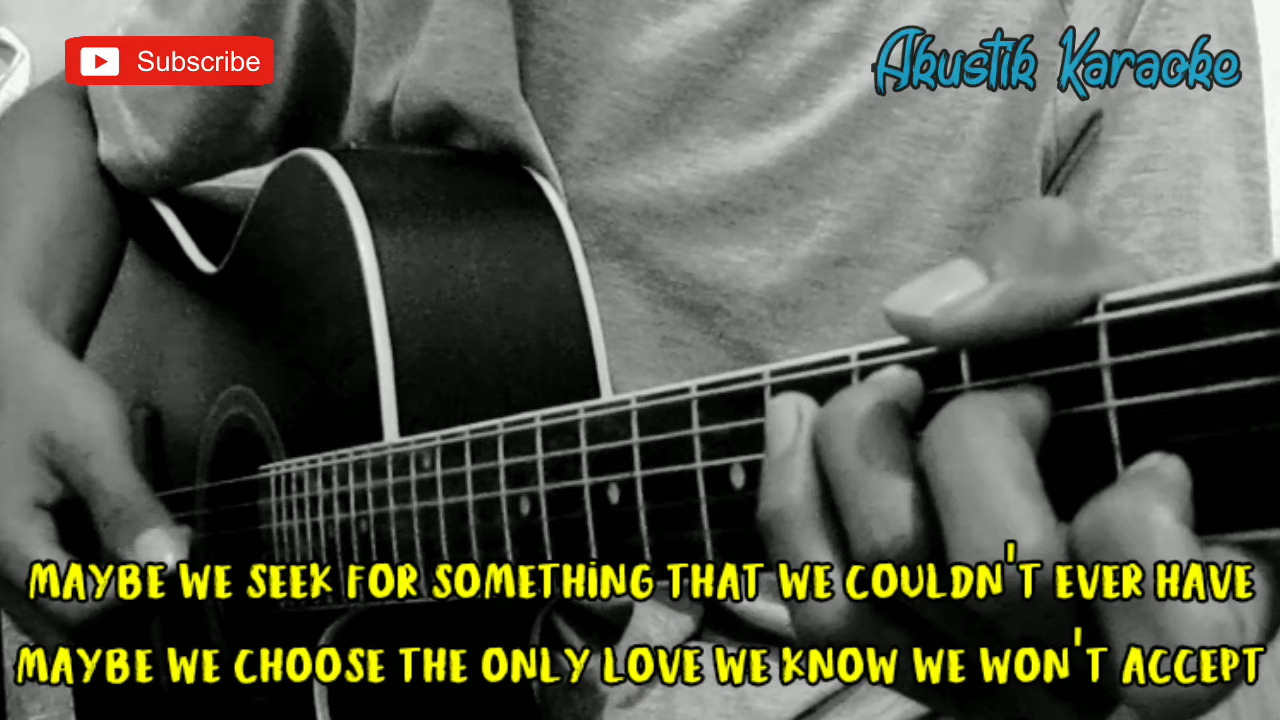 Subscribe
Akustik Karaoke
MAYBE WE SEEK FOR SOMETHING THAT WE COULDN'T EVER HAVE
MAYBE WE CHOOSE THE ONLY LOVE WE KNOW WE WON'T ACCEPT